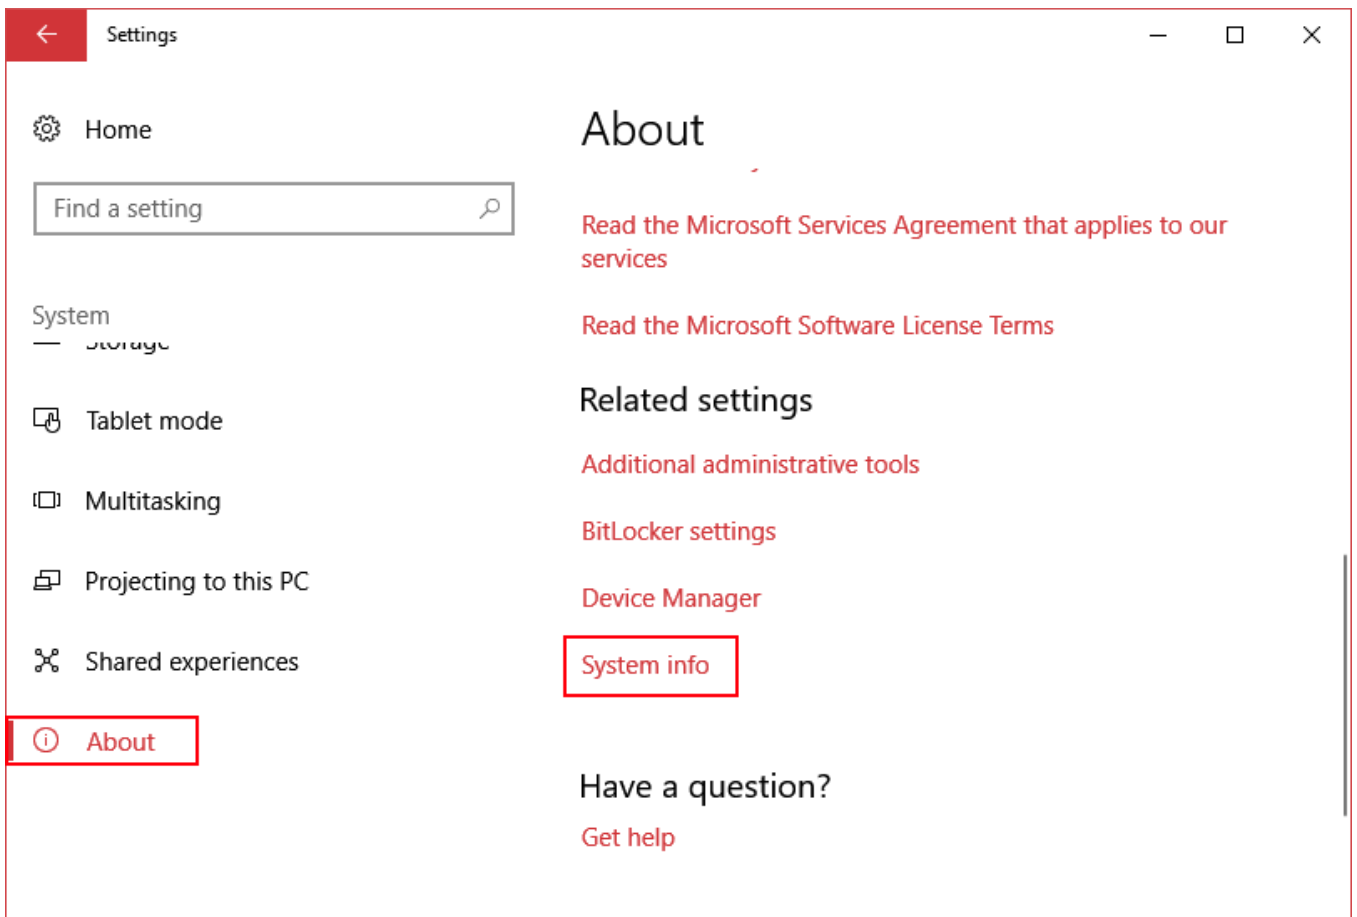 Settings
Home
Find a setting
System
Storage
Tablet mode
Multitasking
Projecting to this PC
Shared experiences
About
About
Read the Microsoft Services Agreement that applies to our
services
Read the Microsoft Software License Terms
Related settings
Additional administrative tools
BitLocker settings
Device Manager
System info
Have a question?
Get help